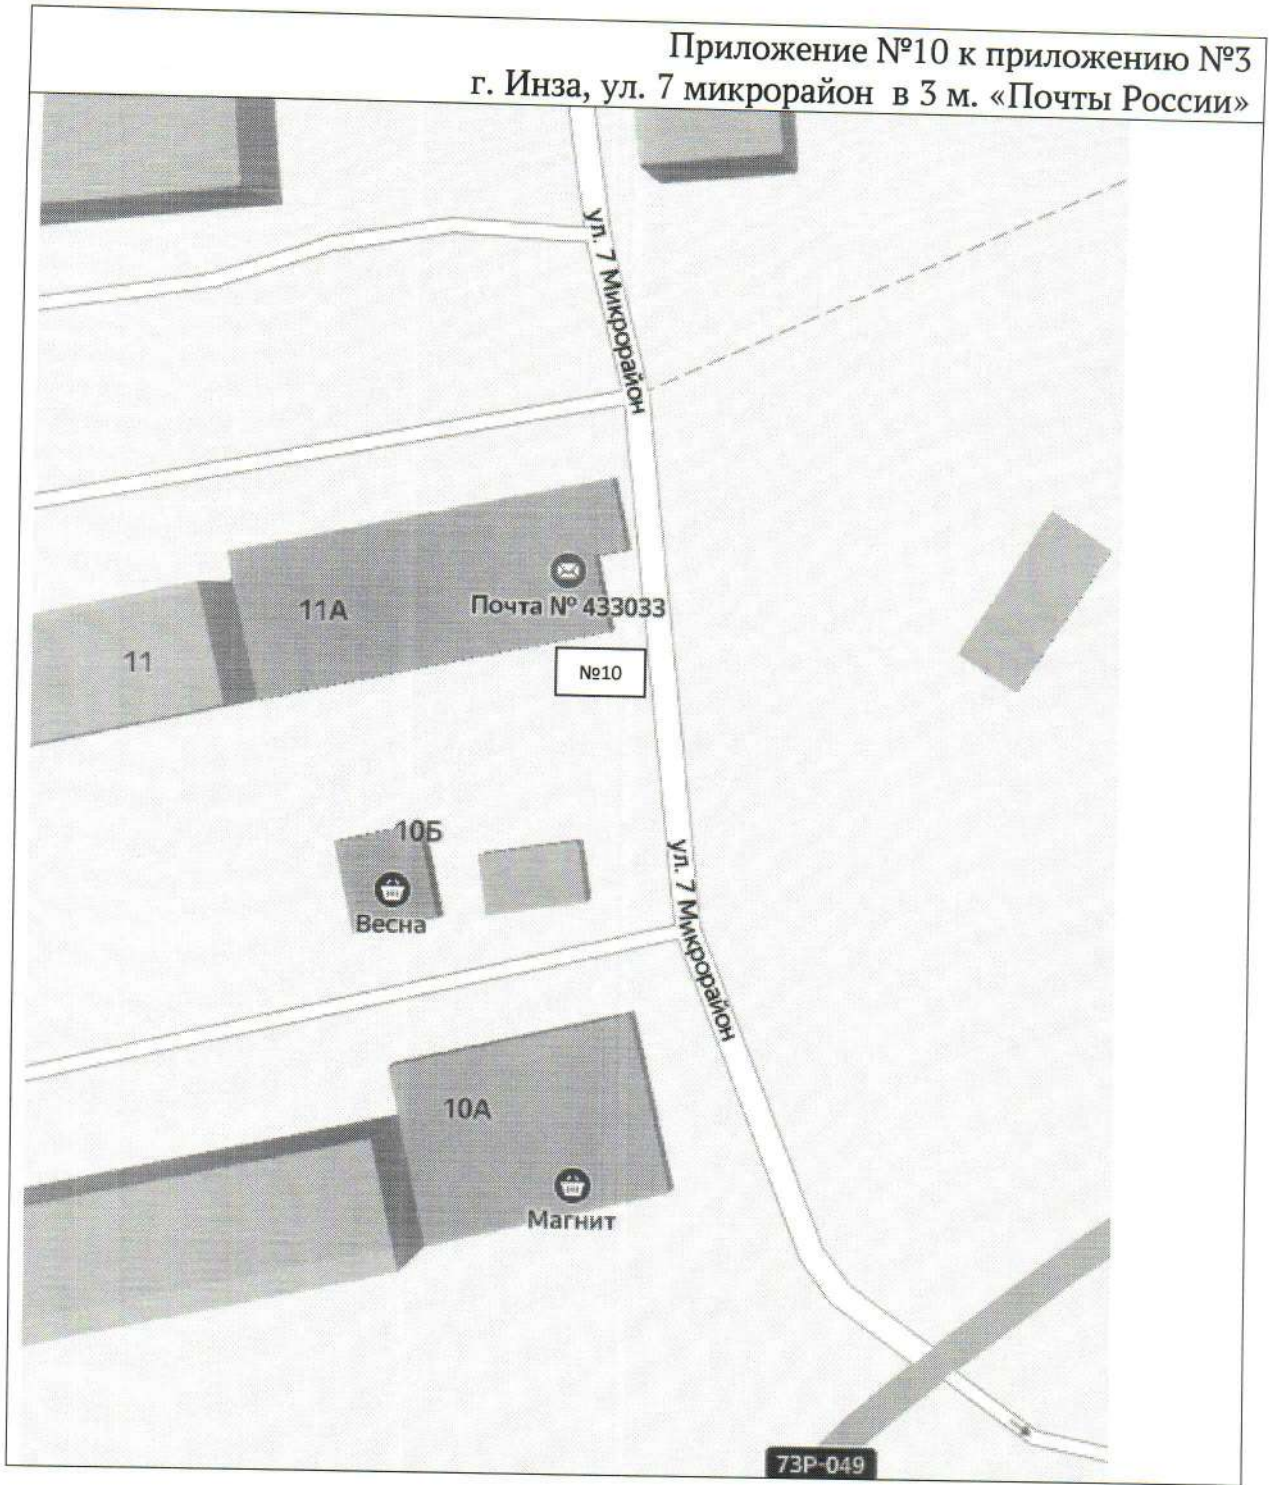 Приложение №10 к приложению №3
г. Инза, ул. 7 микрорайон в 3 м. «Почты России»
ул. 7 Микрорайон
11А
Почта № 433033
11
№10
10Б
Весна
ул. 7 Микрорайон
10А
Магнит
73Р-049